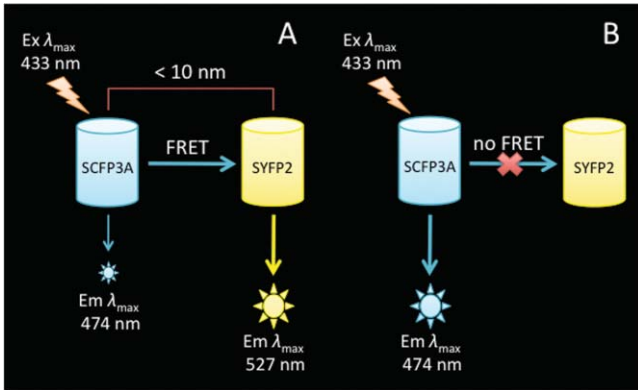 A
Ex λmax
433 nm
< 10 nm
SCFP3A
FRET
SYFP2
Em λmax
474 nm
Em λmax
527 nm
B
Ex λmax
433 nm
SCFP3A
no FRET
SYFP2
Em λmax
474 nm